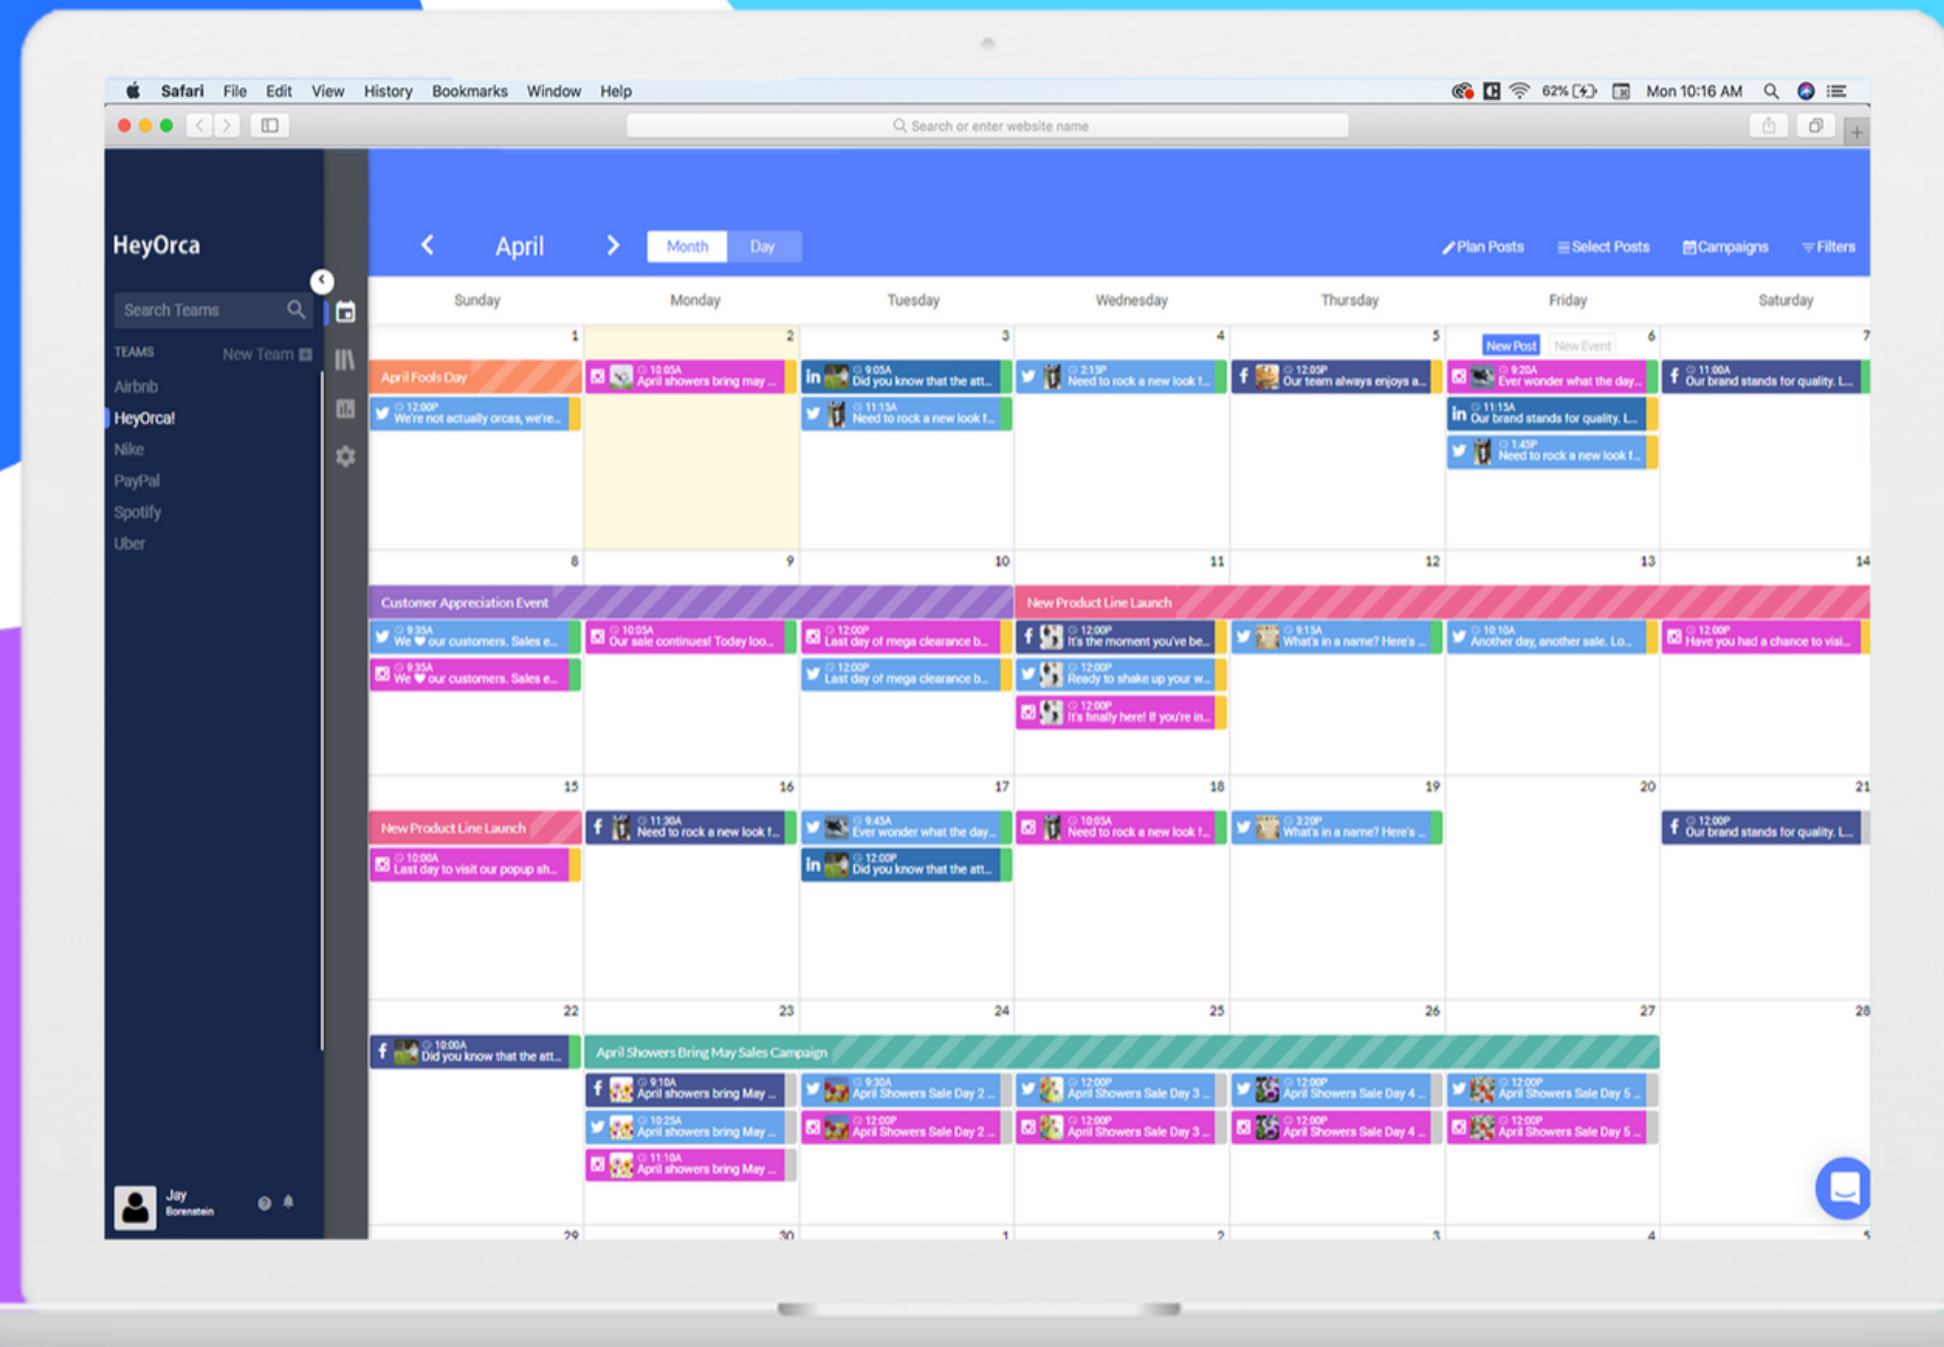 Safari File Edit View History Bookmarks Window Help
62% Mon 10:16 AM
Search or enter website name
HeyOrca
Search Teams
TEAMS New Team
Airbnb
HeyOrca!
Nike
PayPal
Spotify
Uber
Jay
Borenstein
April
Month Day
Plan Posts Select Posts Campaigns Filters
Sunday Monday Tuesday Wednesday Thursday Friday Saturday
1
April Fools Day
12:00P
We're not actually orcas, we're...
2
10:05A
April showers bring may ...
3
in 9:05A
Did you know that the att...
11:15A
Need to rock a new look f...
4
2:15P
Need to rock a new look f...
5
f 12:05P
Our team always enjoys a...
New Post New Event 6
9:20A
Ever wonder what the day...
in 11:15A
Our brand stands for quality. L...
1:45P
Need to rock a new look f...
7
f 11:00A
Our brand stands for quality. L...
8
Customer Appreciation Event
9:35A
We ♥ our customers. Sales e...
9:35A
We ♥ our customers. Sales e...
9
10:05A
Our sale continues! Today loo...
10
12:00P
Last day of mega clearance b...
12:00P
Last day of mega clearance b...
11
New Product Line Launch
f 12:00P
It's the moment you've be...
12:00P
Ready to shake up your w...
12:00P
It's finally here! If you're in...
12
9:15A
What's in a name? Here's ...
13
10:10A
Another day, another sale. Lo...
14
12:00P
Have you had a chance to visi...
15
New Product Line Launch
10:00A
Last day to visit our popup sh...
16
f 11:30A
Need to rock a new look f...
17
9:45A
Ever wonder what the day...
in 12:00P
Did you know that the att...
18
10:05A
Need to rock a new look f...
19
3:20P
What's in a name? Here's ...
20
21
f 12:00P
Our brand stands for quality. L...
22
f 10:00A
Did you know that the att...
23
April Showers Bring May Sales Campaign
f 9:10A
April showers bring May ...
10:25A
April showers bring May ...
11:10A
April showers bring May ...
24
9:30A
April Showers Sale Day 2 ...
12:00P
April Showers Sale Day 2 ...
25
12:00P
April Showers Sale Day 3 ...
12:00P
April Showers Sale Day 3 ...
26
12:00P
April Showers Sale Day 4 ...
12:00P
April Showers Sale Day 4 ...
27
12:00P
April Showers Sale Day 5 ...
12:00P
April Showers Sale Day 5 ...
28
29 30 1 2 3 4 5